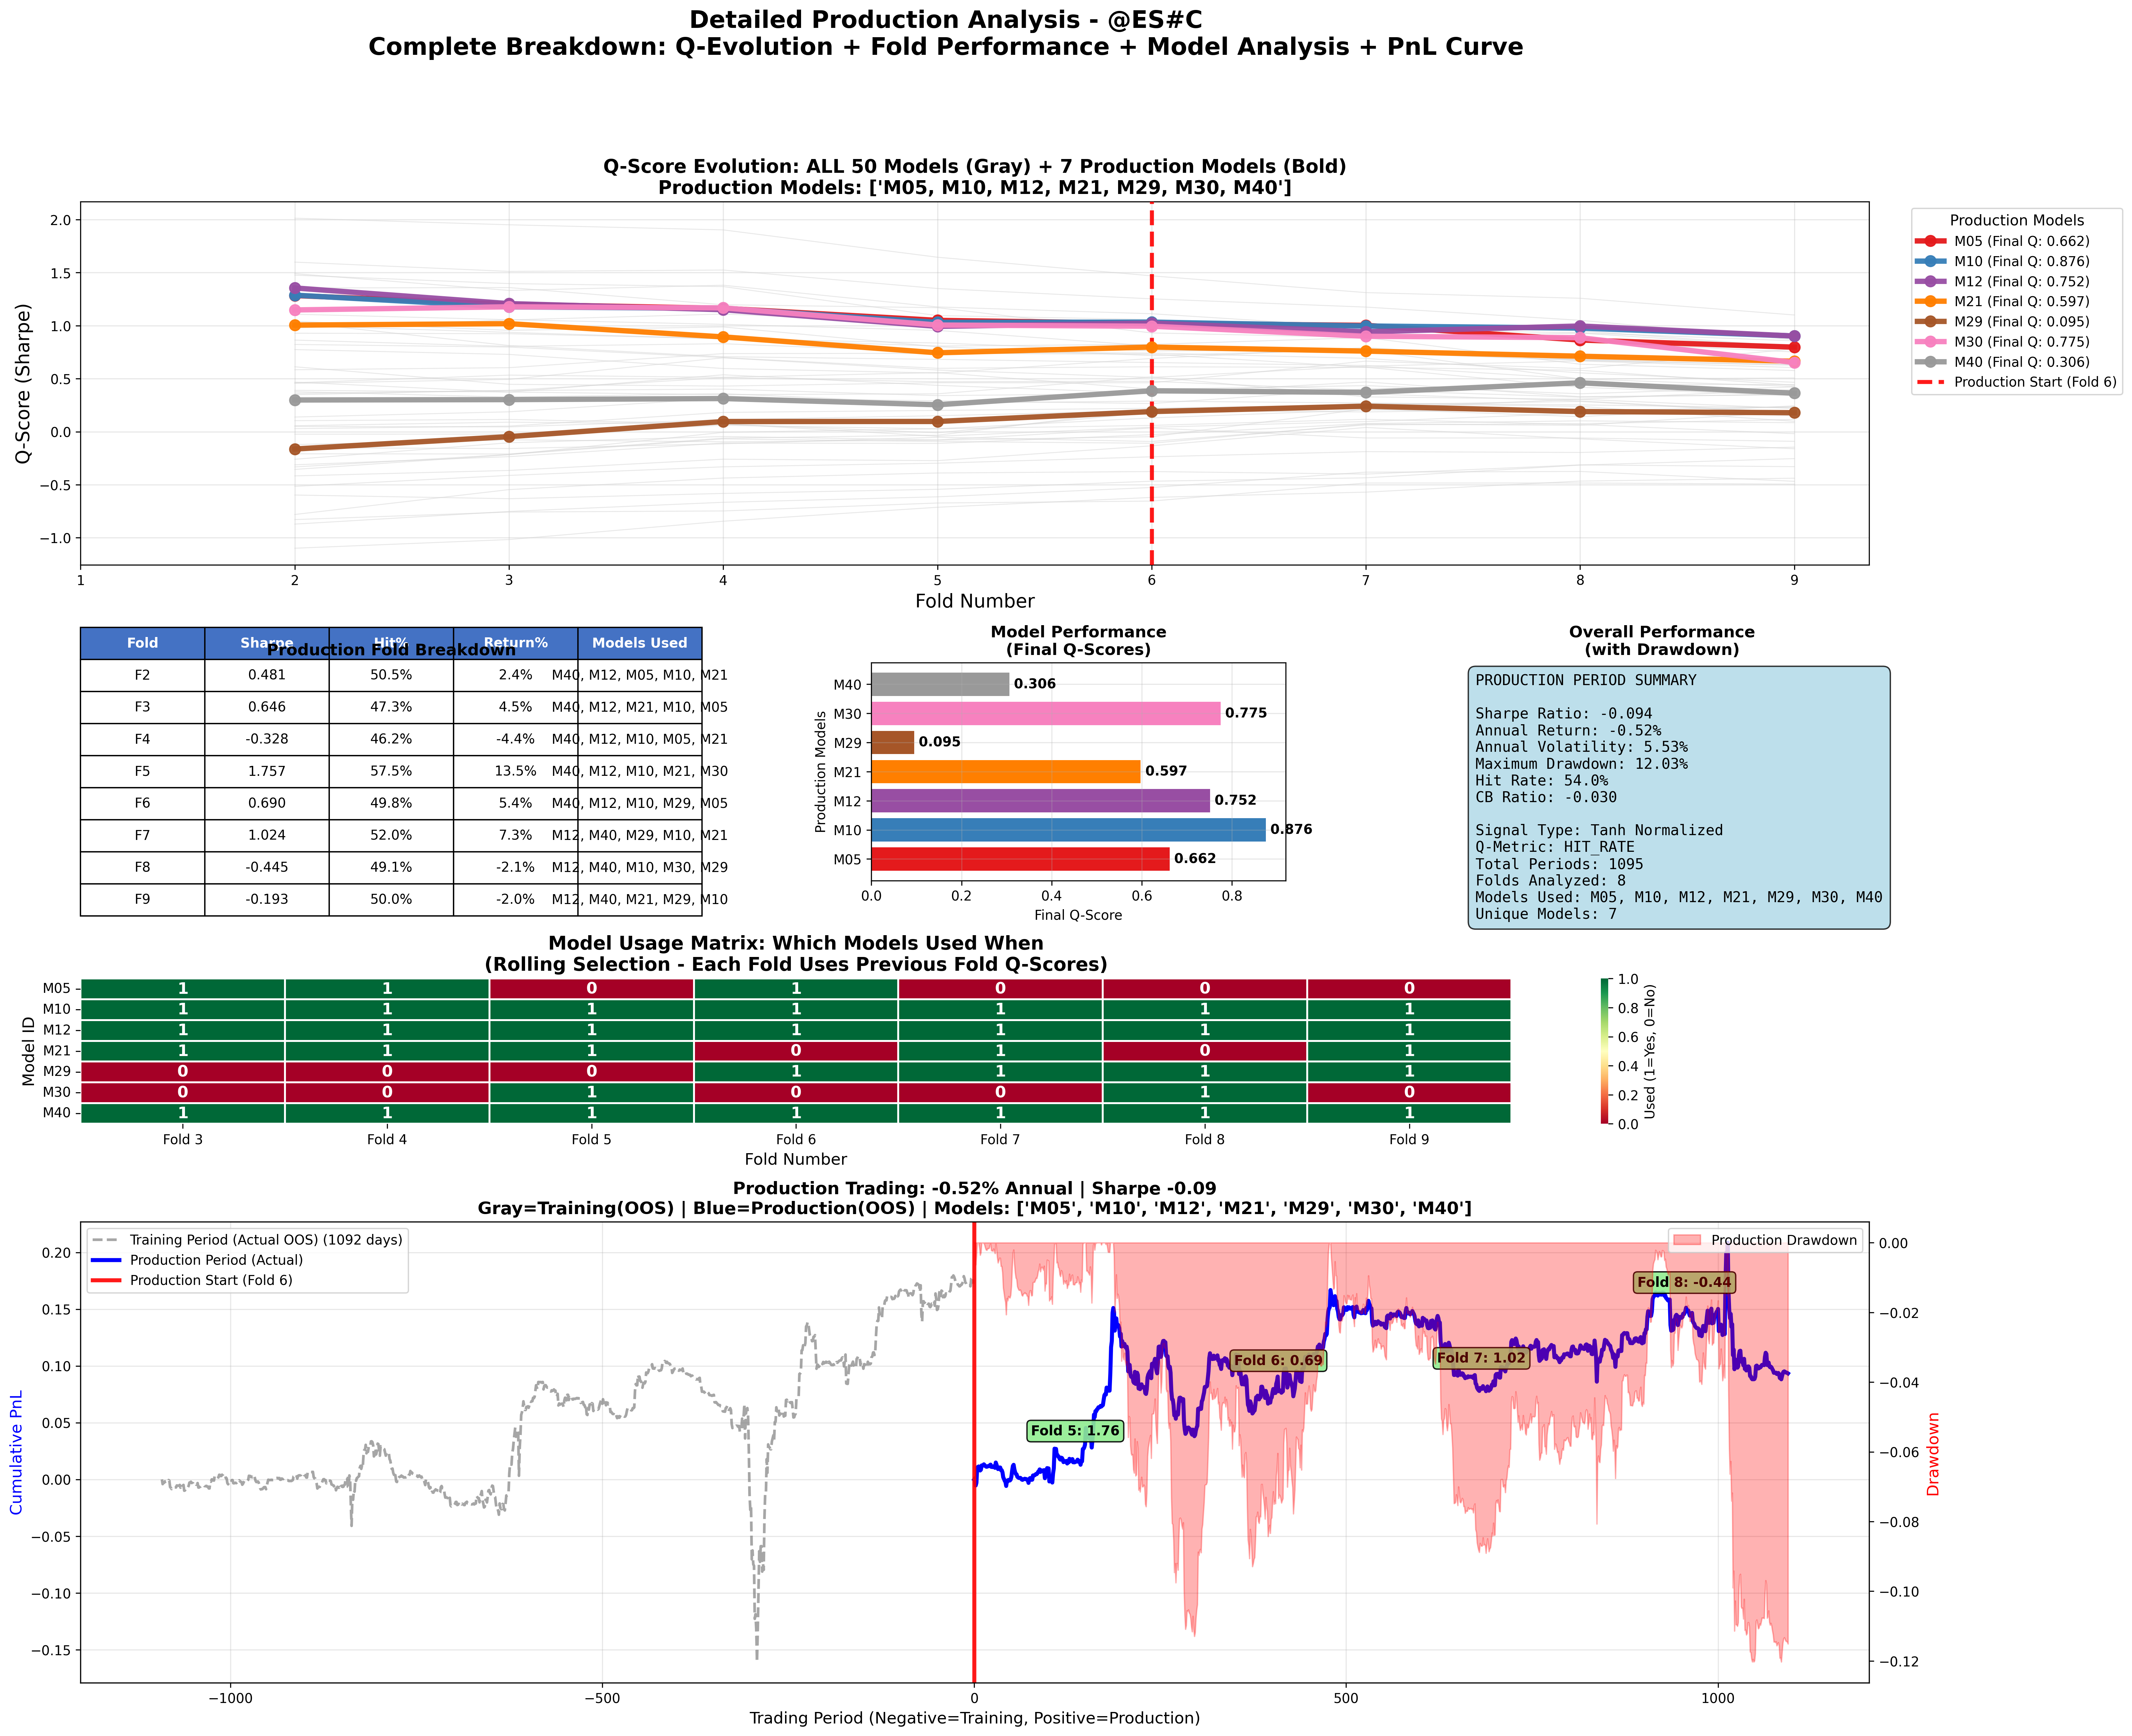 Detailed Production Analysis - @ES#C
Complete Breakdown: Q-Evolution + Fold Performance + Model Analysis + PnL Curve
Q-Score Evolution: ALL 50 Models (Gray) + 7 Production Models (Bold)
Production Models: ['M05, M10, M12, M21, M29, M30, M40']
Q-Score (Sharpe)
2.0
1.5
1.0
0.5
0.0
−0.5
−1.0
1 2 3 4 5 6 7 8 9
Fold Number
Production Models
M05 (Final Q: 0.662)
M10 (Final Q: 0.876)
M12 (Final Q: 0.752)
M21 (Final Q: 0.597)
M29 (Final Q: 0.095)
M30 (Final Q: 0.775)
M40 (Final Q: 0.306)
Production Start (Fold 6)
Production Fold Breakdown
Fold Sharpe Hit% Return% Models Used
F2 0.481 50.5% 2.4% M40, M12, M05, M10, M21
F3 0.646 47.3% 4.5% M40, M12, M21, M10, M05
F4 -0.328 46.2% -4.4% M40, M12, M10, M05, M21
F5 1.757 57.5% 13.5% M40, M12, M10, M21, M30
F6 0.690 49.8% 5.4% M40, M12, M10, M29, M05
F7 1.024 52.0% 7.3% M12, M40, M29, M10, M21
F8 -0.445 49.1% -2.1% M12, M40, M10, M30, M29
F9 -0.193 50.0% -2.0% M12, M40, M21, M29, M10
Model Performance
(Final Q-Scores)
Production Models
M40 0.306
M30 0.775
M29 0.095
M21 0.597
M12 0.752
M10 0.876
M05 0.662
0.0 0.2 0.4 0.6 0.8
Final Q-Score
Overall Performance
(with Drawdown)
PRODUCTION PERIOD SUMMARY
Sharpe Ratio: -0.094
Annual Return: -0.52%
Annual Volatility: 5.53%
Maximum Drawdown: 12.03%
Hit Rate: 54.0%
CB Ratio: -0.030
Signal Type: Tanh Normalized
Q-Metric: HIT_RATE
Total Periods: 1095
Folds Analyzed: 8
Models Used: M05, M10, M12, M21, M29, M30, M40
Unique Models: 7
Model Usage Matrix: Which Models Used When
(Rolling Selection - Each Fold Uses Previous Fold Q-Scores)
Model ID
M05 1 1 0 1 0 0 0
M10 1 1 1 1 1 1 1
M12 1 1 1 1 1 1 1
M21 1 1 1 0 1 0 1
M29 0 0 0 1 1 1 1
M30 0 0 1 0 0 1 0
M40 1 1 1 1 1 1 1
Fold 3 Fold 4 Fold 5 Fold 6 Fold 7 Fold 8 Fold 9
Fold Number
1.0
0.8
0.6
0.4
0.2
0.0
Used (1=Yes, 0=No)
Production Trading: -0.52% Annual | Sharpe -0.09
Gray=Training(OOS) | Blue=Production(OOS) | Models: ['M05', 'M10', 'M12', 'M21', 'M29', 'M30', 'M40']
Training Period (Actual OOS) (1092 days)
Production Period (Actual)
Production Start (Fold 6)
Production Drawdown
Cumulative PnL
0.20
0.15
0.10
0.05
0.00
−0.05
−0.10
−0.15
Fold 5: 1.76
Fold 6: 0.69
Fold 7: 1.02
Fold 8: -0.44
0.00
−0.02
−0.04
−0.06
−0.08
−0.10
−0.12
Drawdown
−1000 −500 0 500 1000
Trading Period (Negative=Training, Positive=Production)